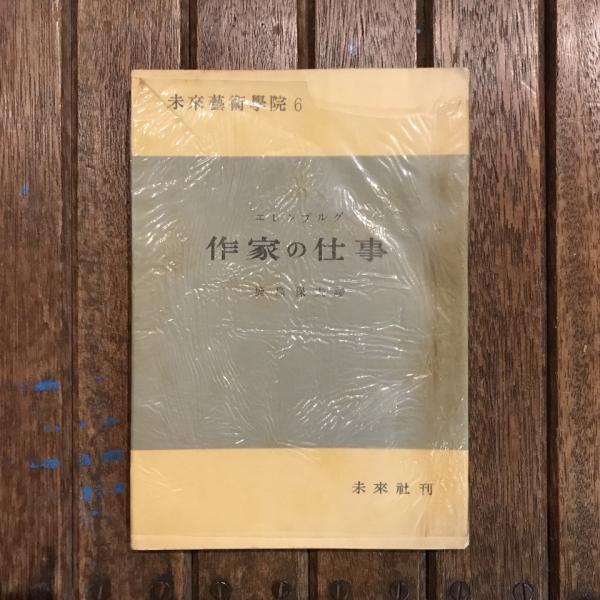 未來藝術學院 6
エレンブルグ
作家の仕事
未來社刊